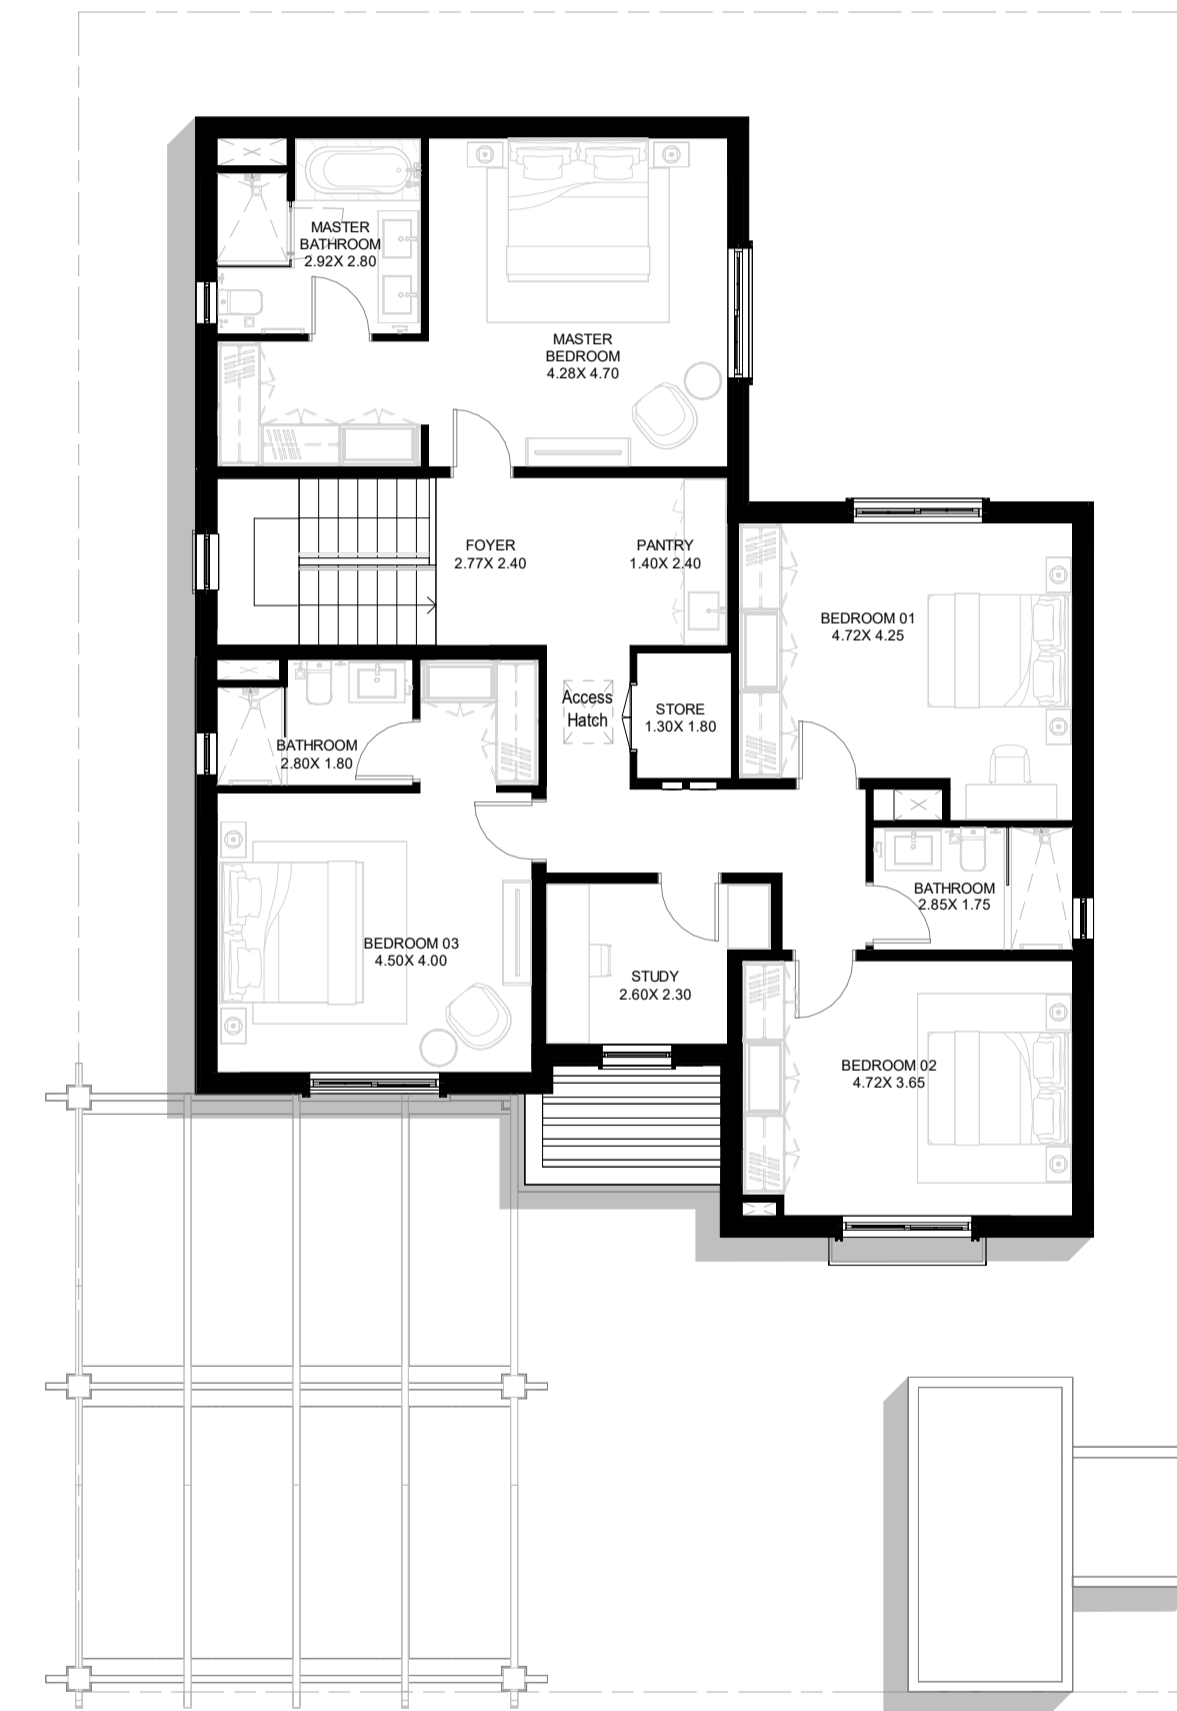 MASTER
BATHROOM
2.92X 2.80
MASTER
BEDROOM
4.28X 4.70
FOYER
2.77X 2.40
PANTRY
1.40X 2.40
BEDROOM 01
4.72X 4.25
Access
Hatch
STORE
1.30X 1.80
BATHROOM
2.80X 1.80
BATHROOM
2.85X 1.75
BEDROOM 03
4.50X 4.00
STUDY
2.60X 2.30
BEDROOM 02
4.72X 3.65